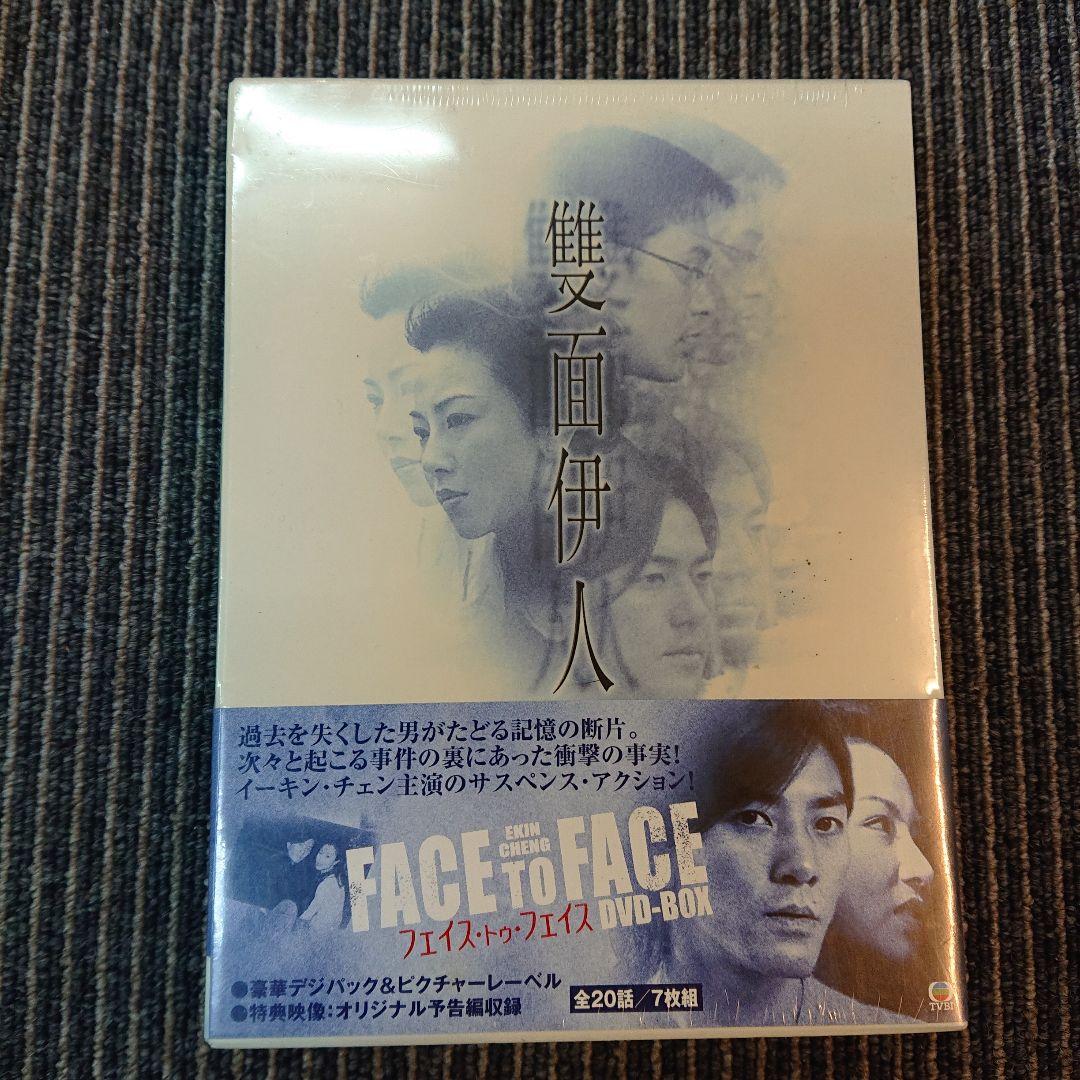 雙面伊人
過去を失くした男がたどる記憶の断片。
次々と起こる事件の裏にあった衝撃の事実!
イーキン・チェン主演のサスペンス・アクション!
EKIN CHENG
FACE TO FACE
DVD-BOX
フェイス・トゥ・フェイス
●豪華デジパック&ピクチャーレーベル
●特典映像:オリジナル予告編収録
全20話/7枚組
TVBI